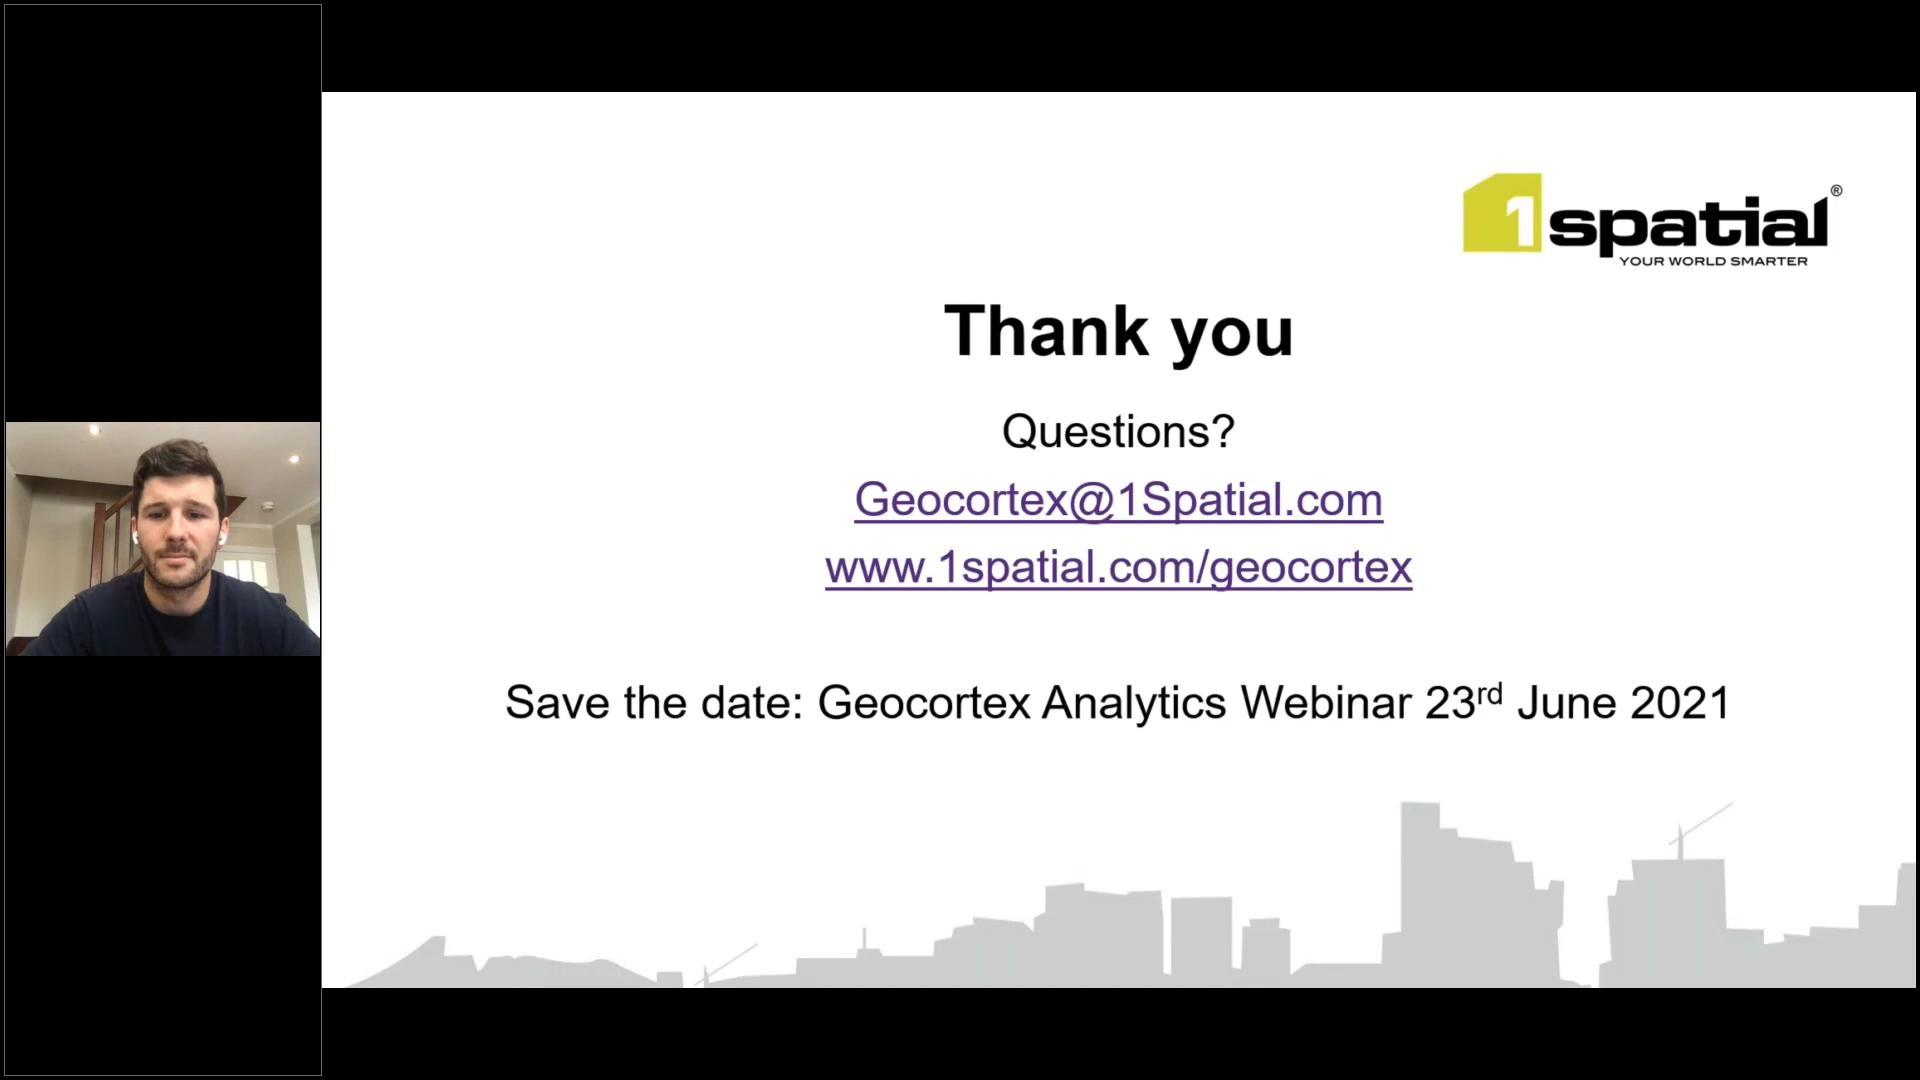 1spatial®
YOUR WORLD SMARTER
Thank you
Questions?
Geocortex@1Spatial.com
www.1spatial.com/geocortex
Save the date: Geocortex Analytics Webinar 23rd June 2021